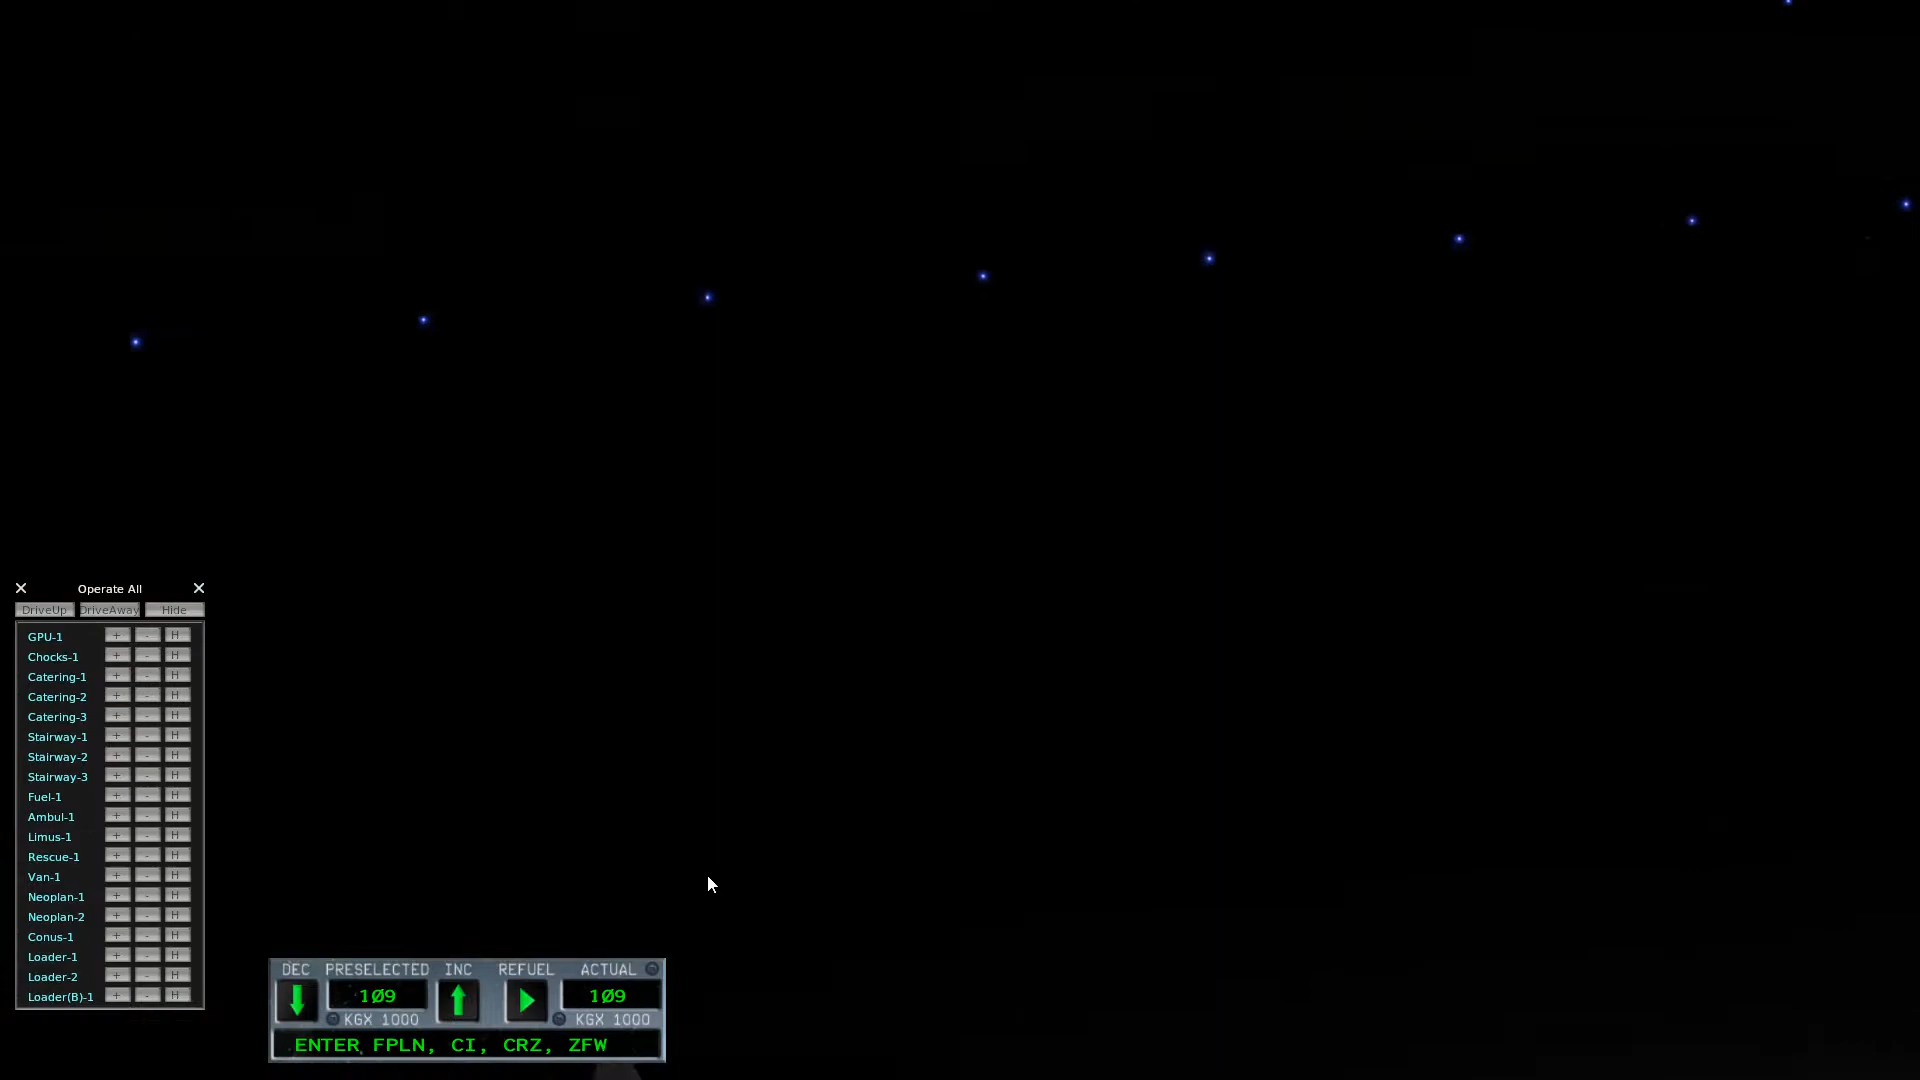 Operate All
DriveUp DriveAway Hide
GPU-1 + - H
Chocks-1 + - H
Catering-1 + - H
Catering-2 + - H
Catering-3 + - H
Stairway-1 + - H
Stairway-2 + - H
Stairway-3 + - H
Fuel-1 + - H
Ambul-1 + - H
Limus-1 + - H
Rescue-1 + - H
Van-1 + - H
Neoplan-1 + - H
Neoplan-2 + - H
Conus-1 + - H
Loader-1 + - H
Loader-2 + - H
Loader(B)-1 + - H
DEC PRESELECTED INC REFUEL ACTUAL
109 109
KGX 1000 KGX 1000
ENTER FPLN, CI, CRZ, ZFW